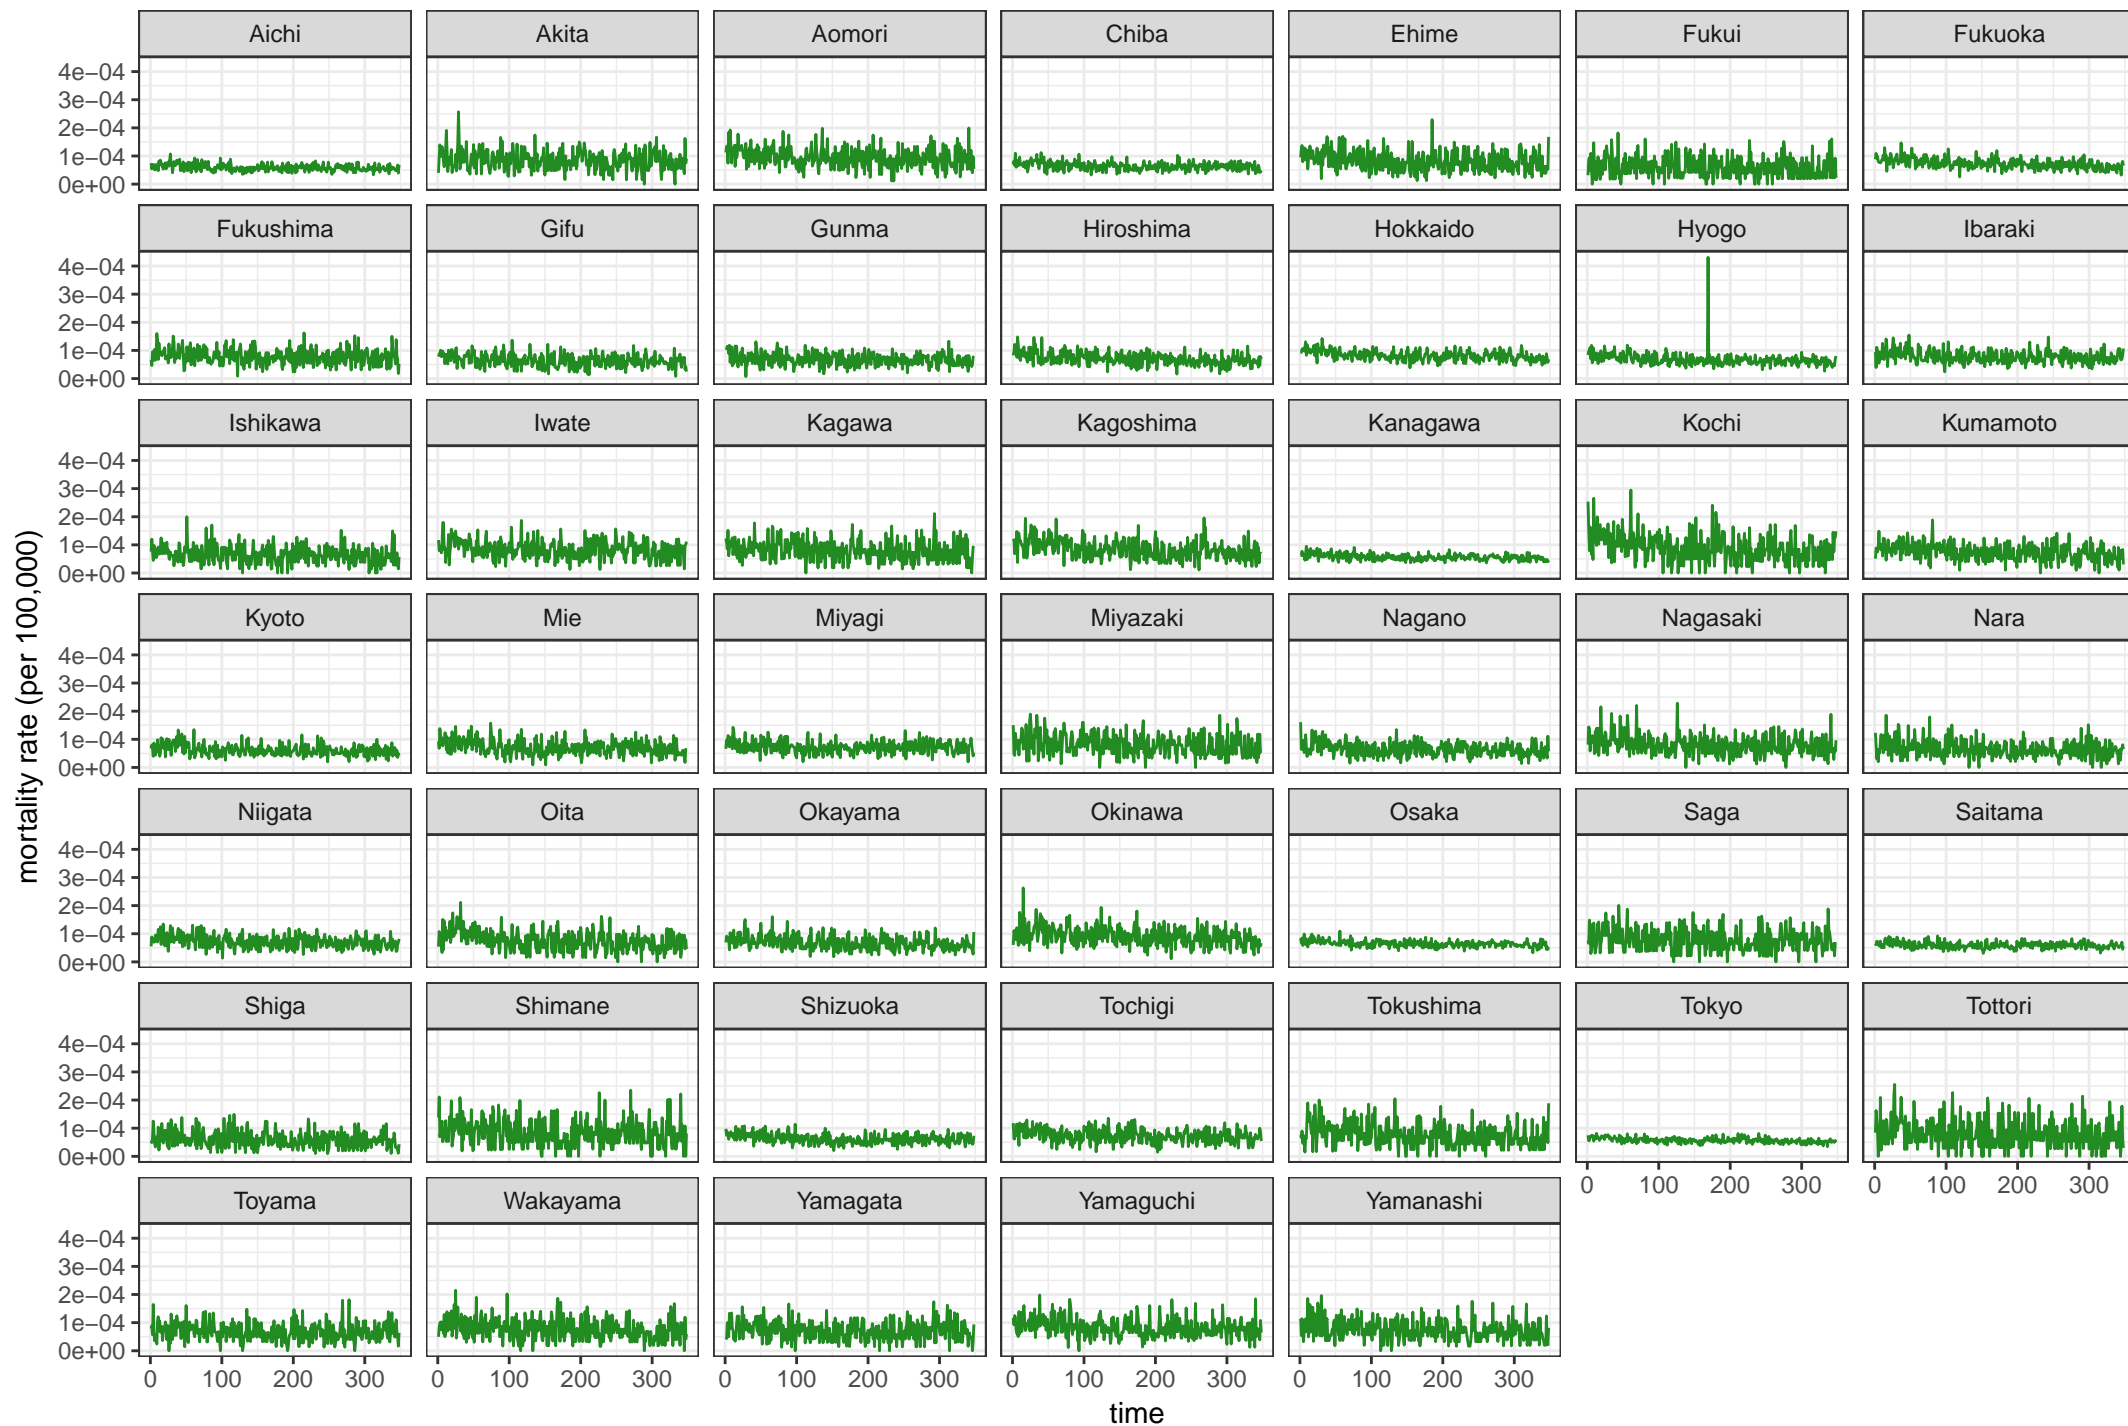 Aichi Akita Aomori Chiba Ehime Fukui Fukuoka
4e−04
3e−04
2e−04
1e−04
0e+00
Fukushima Gifu Gunma Hiroshima Hokkaido Hyogo Ibaraki
4e−04
3e−04
2e−04
1e−04
0e+00
Ishikawa Iwate Kagawa Kagoshima Kanagawa Kochi Kumamoto
4e−04
3e−04
2e−04
1e−04
0e+00
mortality rate (per 100,000)
Kyoto Mie Miyagi Miyazaki Nagano Nagasaki Nara
4e−04
3e−04
2e−04
1e−04
0e+00
Niigata Oita Okayama Okinawa Osaka Saga Saitama
4e−04
3e−04
2e−04
1e−04
0e+00
Shiga Shimane Shizuoka Tochigi Tokushima Tokyo Tottori
4e−04
3e−04
2e−04
1e−04
0e+00
0 100 200 300 0 100 200 300
Toyama Wakayama Yamagata Yamaguchi Yamanashi
4e−04
3e−04
2e−04
1e−04
0e+00
0 100 200 300 0 100 200 300 0 100 200 300 0 100 200 300 0 100 200 300
time